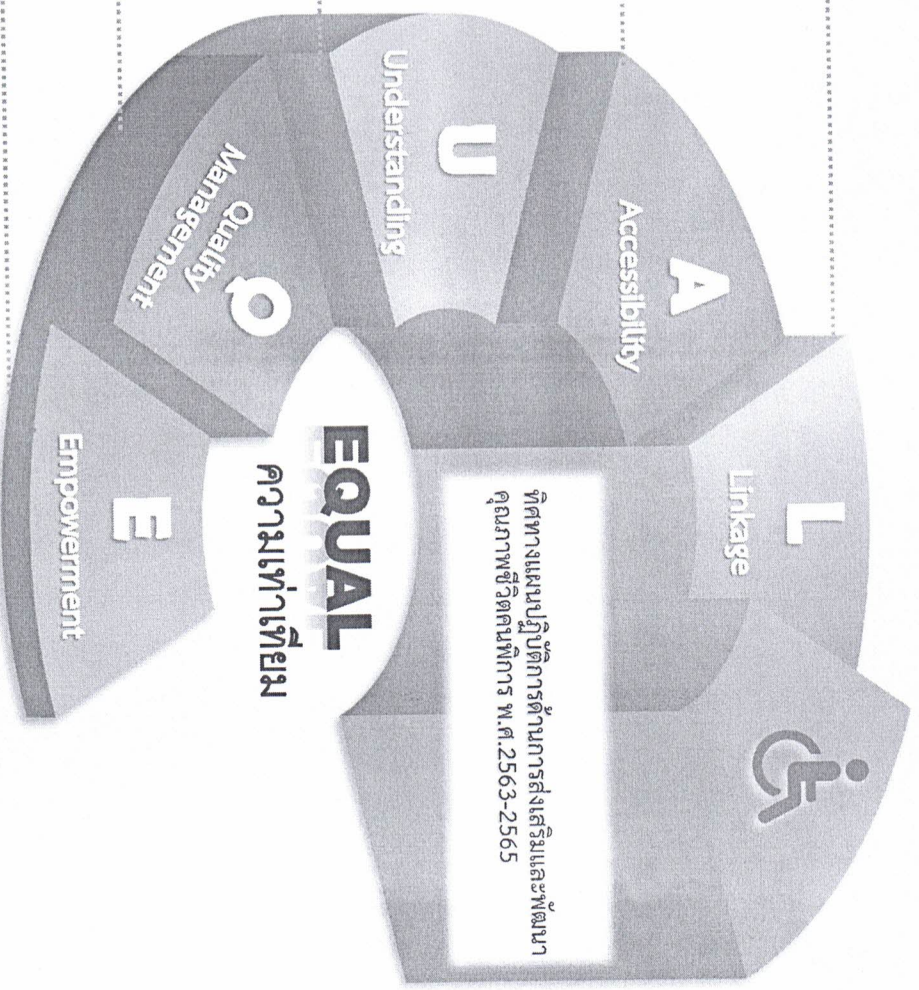 ทิศทางแผนปฏิบัติการด้านการส่งเสริมและพัฒนา
คุณภาพชีวิตคนพิการ พ.ศ.2563-2565
EQUAL
ความเท่าเทียม
E
Empowerment
Q
Quality
Management
U
Understanding
A
Accessibility
L
Linkage